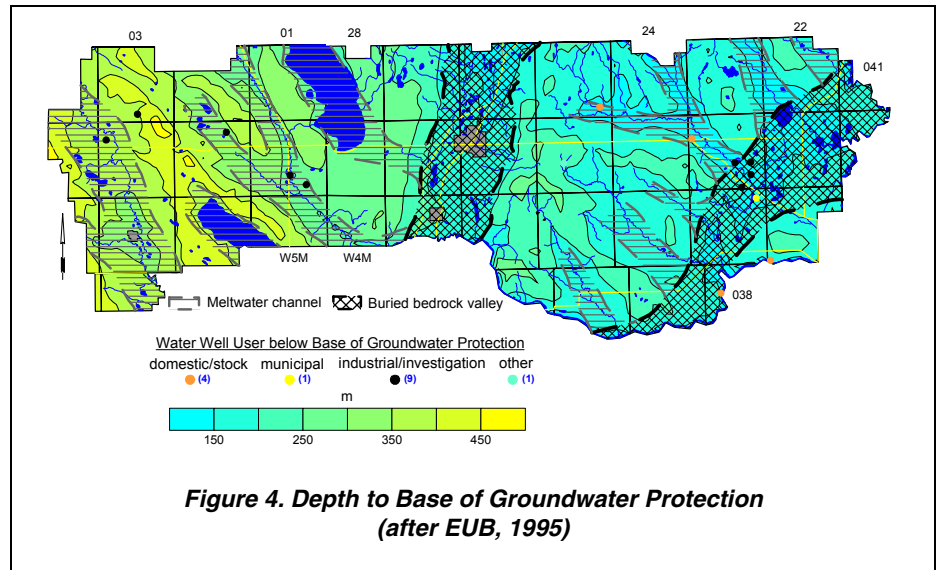 03 01 28 24 22
041
W5M W4M
038
Meltwater channel Buried bedrock valley
Water Well User below Base of Groundwater Protection
domestic/stock municipal industrial/investigation other
(4) (1) (9) (1)
m
150 250 350 450
Figure 4. Depth to Base of Groundwater Protection
(after EUB, 1995)